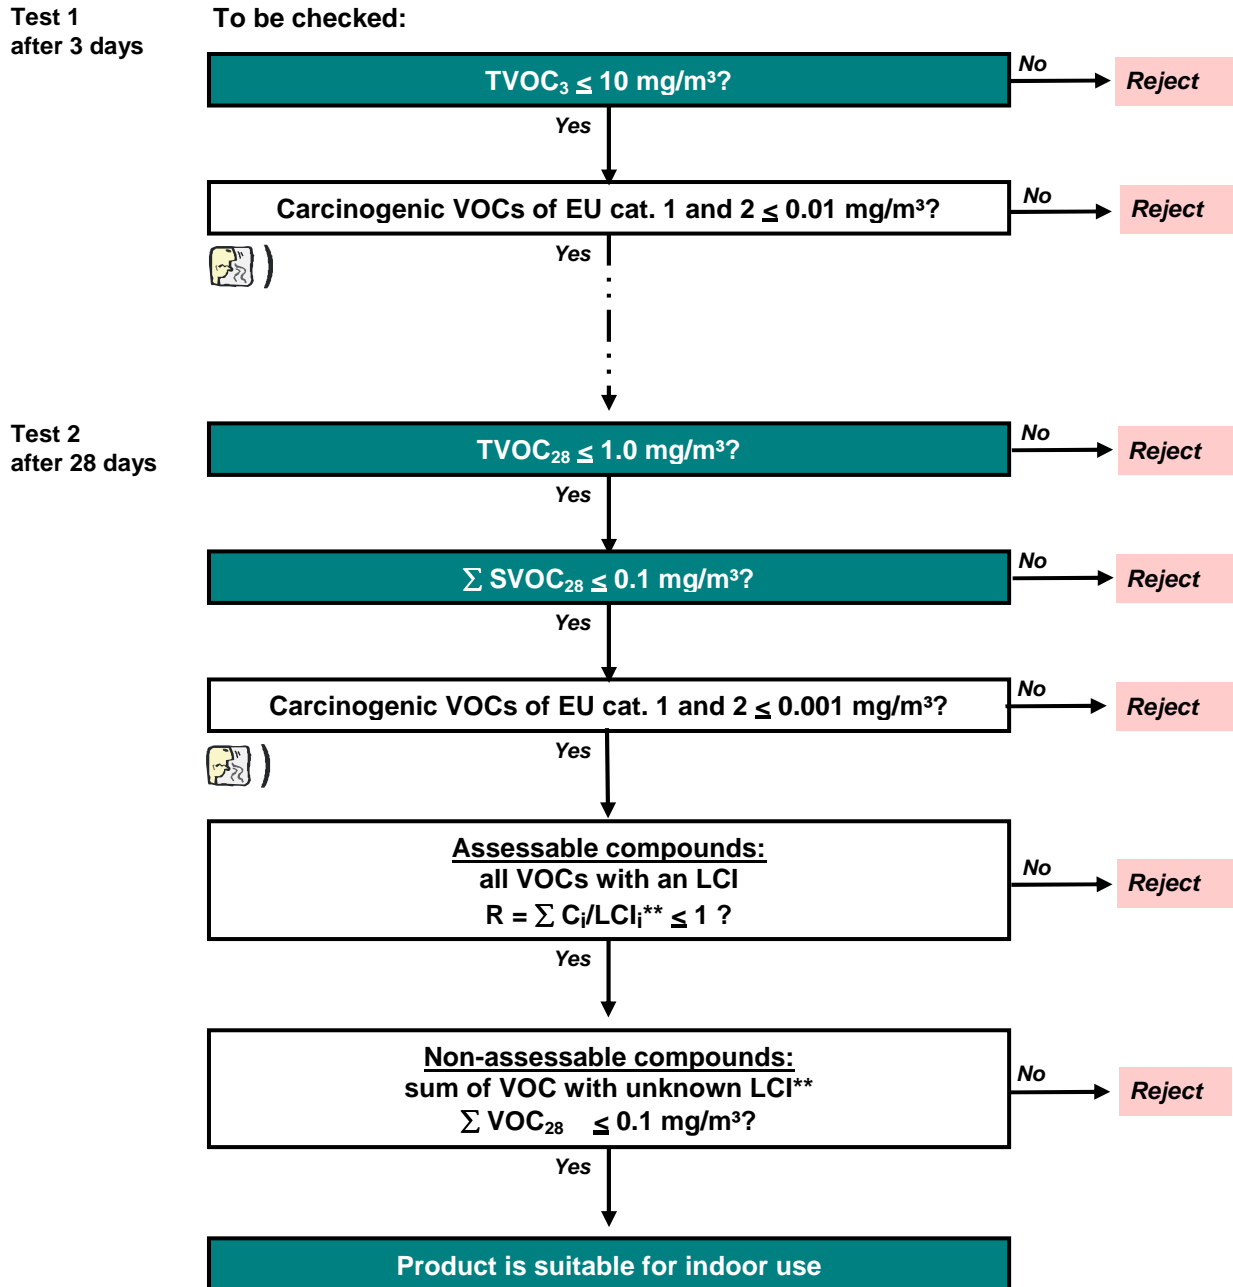 Test 1
after 3 days
To be checked:
TVOC₃ ≤ 10 mg/m³?
No
Reject
Yes
Carcinogenic VOCs of EU cat. 1 and 2 ≤ 0.01 mg/m³?
No
Reject
Yes
)
Test 2
after 28 days
TVOC₂₈ ≤ 1.0 mg/m³?
No
Reject
Yes
∑ SVOC₂₈ ≤ 0.1 mg/m³?
No
Reject
Yes
Carcinogenic VOCs of EU cat. 1 and 2 ≤ 0.001 mg/m³?
No
Reject
Yes
)
Assessable compounds:
all VOCs with an LCI
R = ∑ Cᵢ/LCIᵢ** ≤ 1 ?
No
Reject
Yes
Non-assessable compounds:
sum of VOC with unknown LCI**
∑ VOC₂₈ ≤ 0.1 mg/m³?
No
Reject
Yes
Product is suitable for indoor use